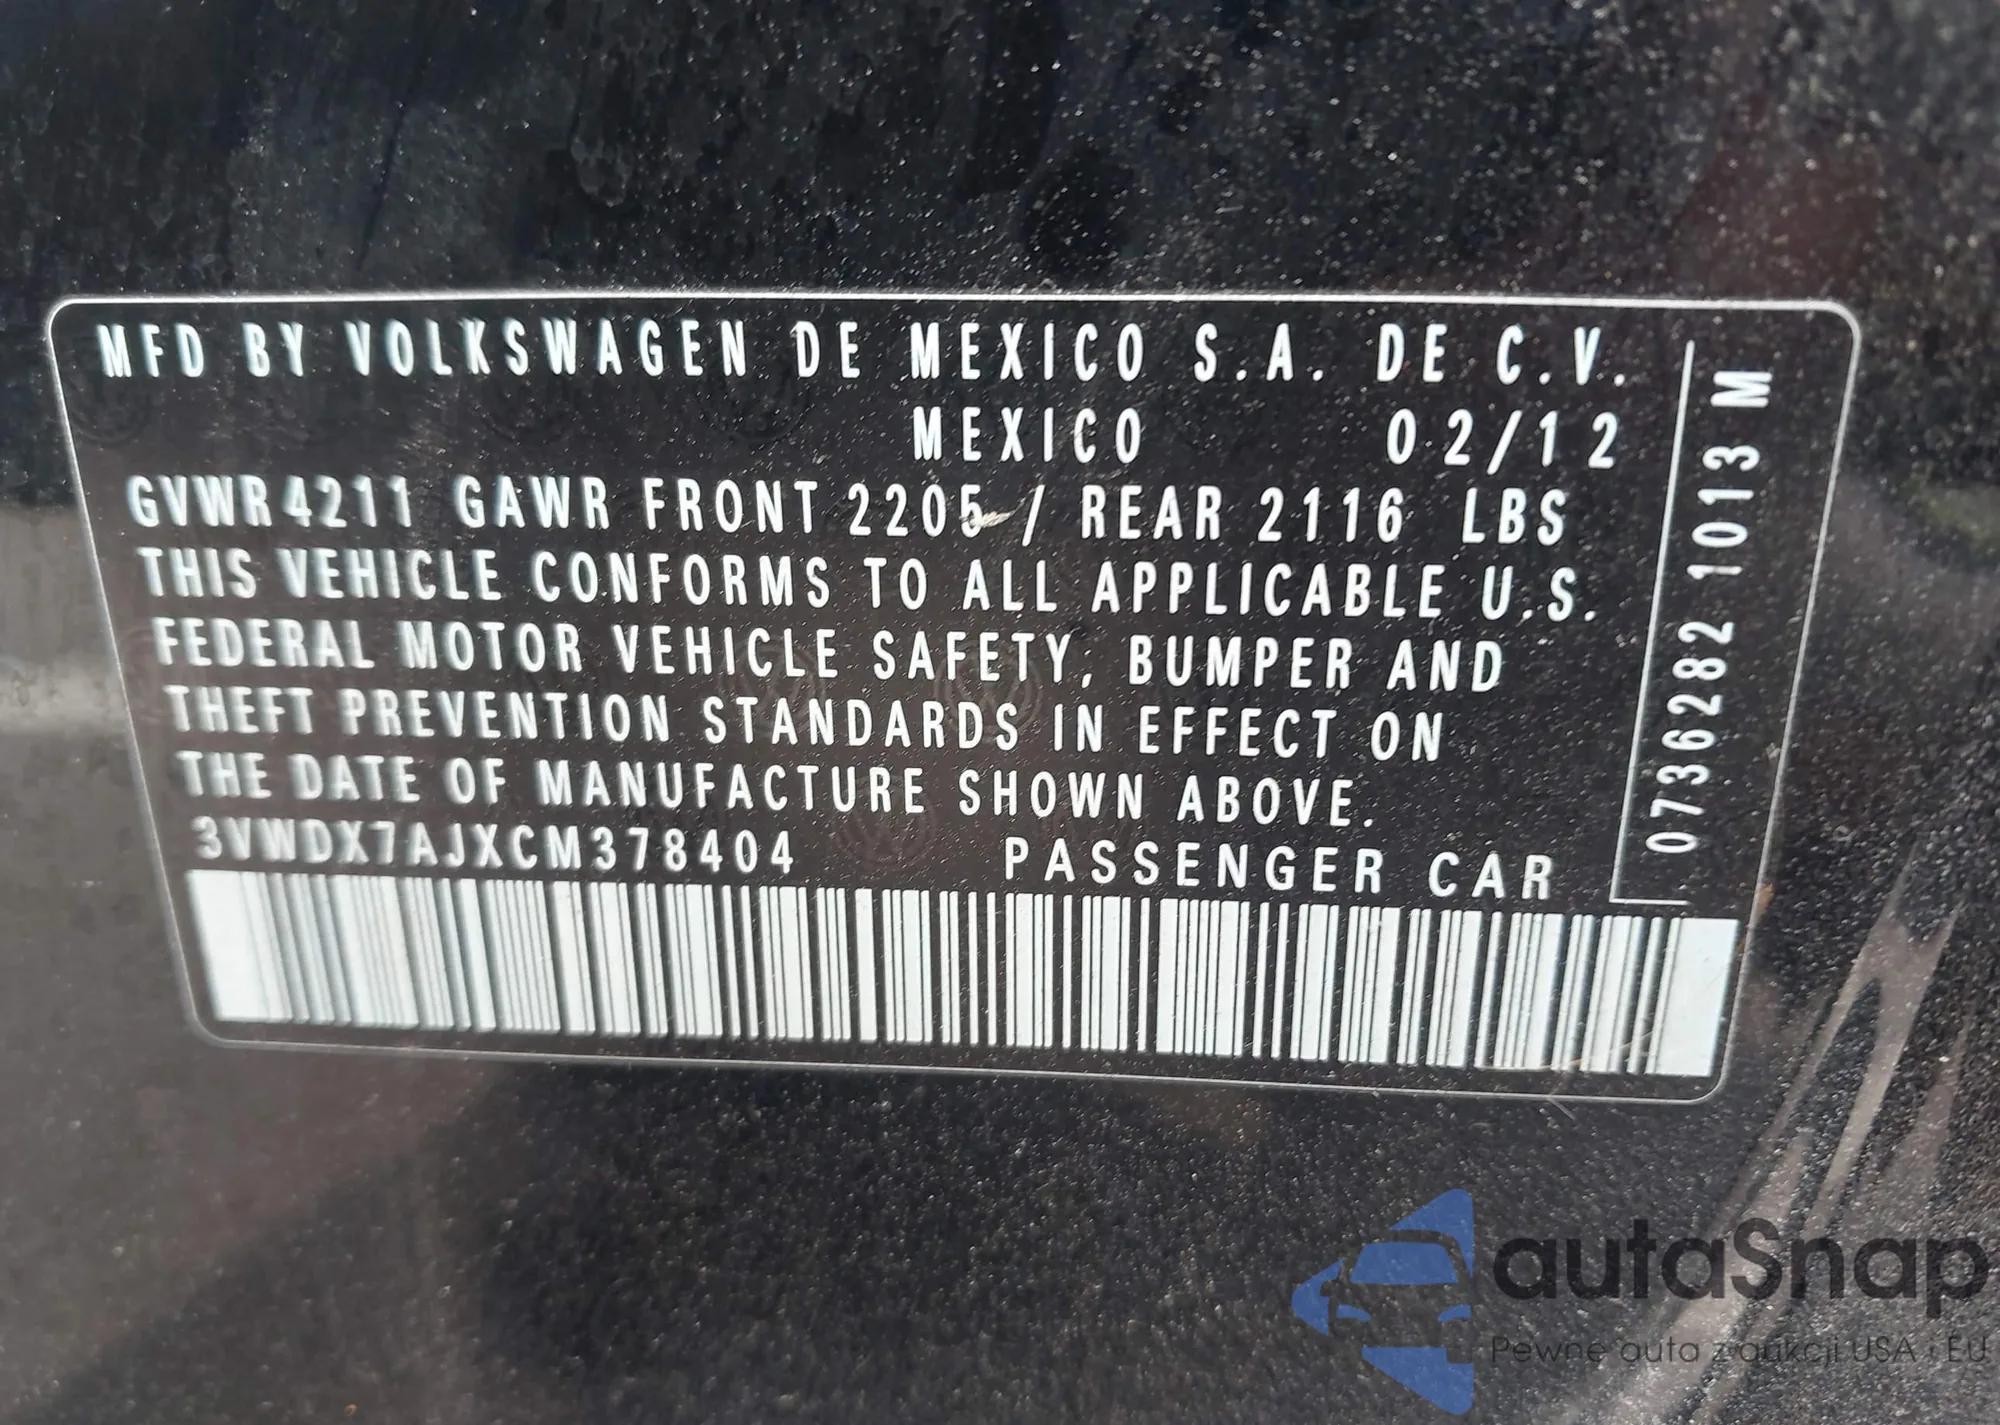 MFD BY VOLKSWAGEN DE MEXICO S.A. DE C.V.
MEXICO 02/12
GVWR 4211 GAWR FRONT 2205 / REAR 2116 LBS
THIS VEHICLE CONFORMS TO ALL APPLICABLE U.S.
FEDERAL MOTOR VEHICLE SAFETY, BUMPER AND
THEFT PREVENTION STANDARDS IN EFFECT ON
THE DATE OF MANUFACTURE SHOWN ABOVE.
3VWDX7AJXCM378404 PASSENGER CAR
0736282 1013 M
autaSnap
Pewne auta z aukcji USA i EU